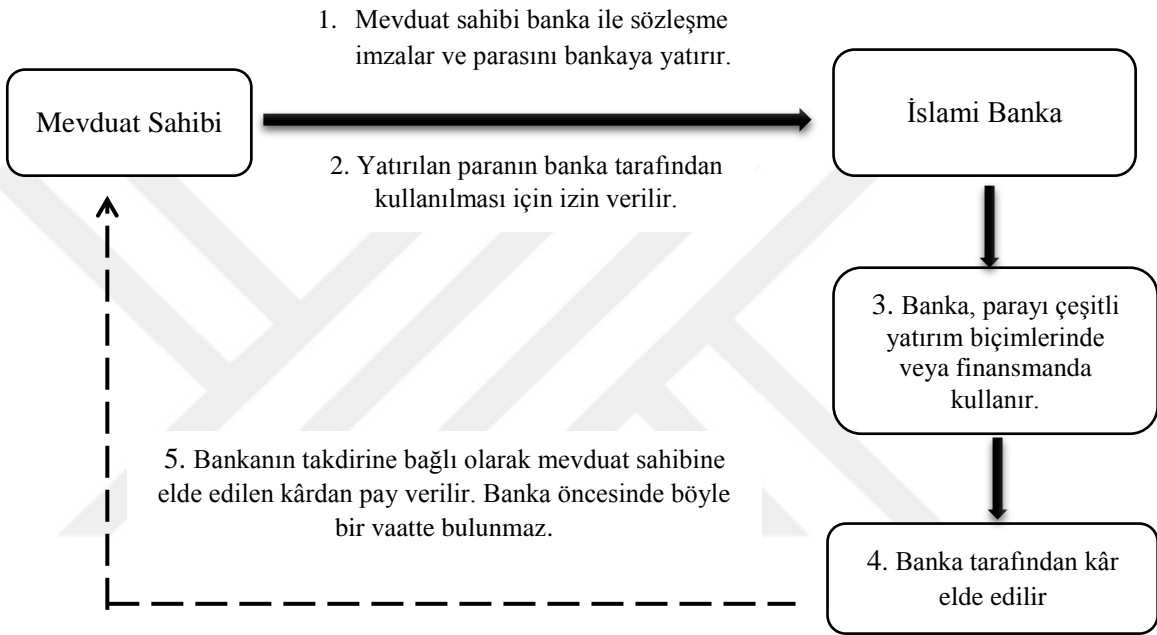 1. Mevduat sahibi banka ile sözleşme
imzalar ve parasını bankaya yatırır.
Mevduat Sahibi
İslami Banka
2. Yatırılan paranın banka tarafından
kullanılması için izin verilir.
3. Banka, parayı çeşitli
yatırım biçimlerinde
veya finansmanda
kullanır.
5. Bankanın takdirine bağlı olarak mevduat sahibine
elde edilen kârdan pay verilir. Banka öncesinde böyle
bir vaatte bulunmaz.
4. Banka tarafından kâr
elde edilir